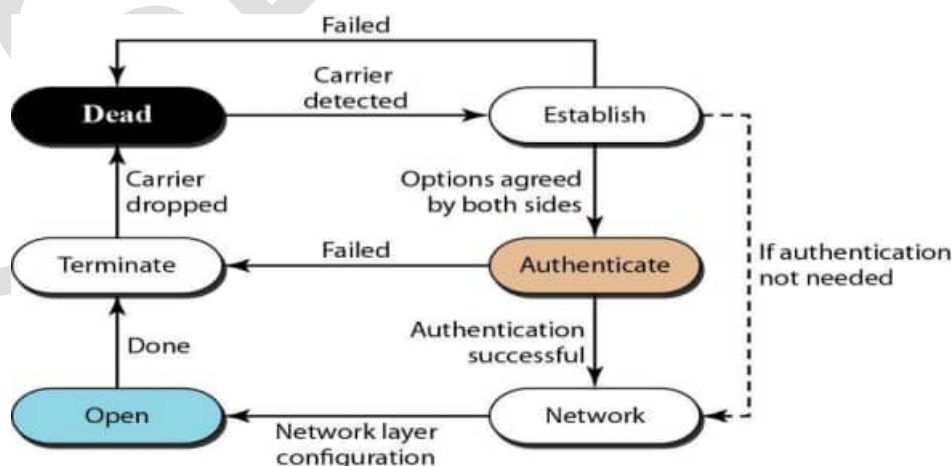 Failed
Carrier
detected
Dead
Establish
Carrier
dropped
Options agreed
by both sides
Terminate
Failed
Authenticate
If authentication
not needed
Done
Authentication
successful
Open
Network
Network layer
configuration